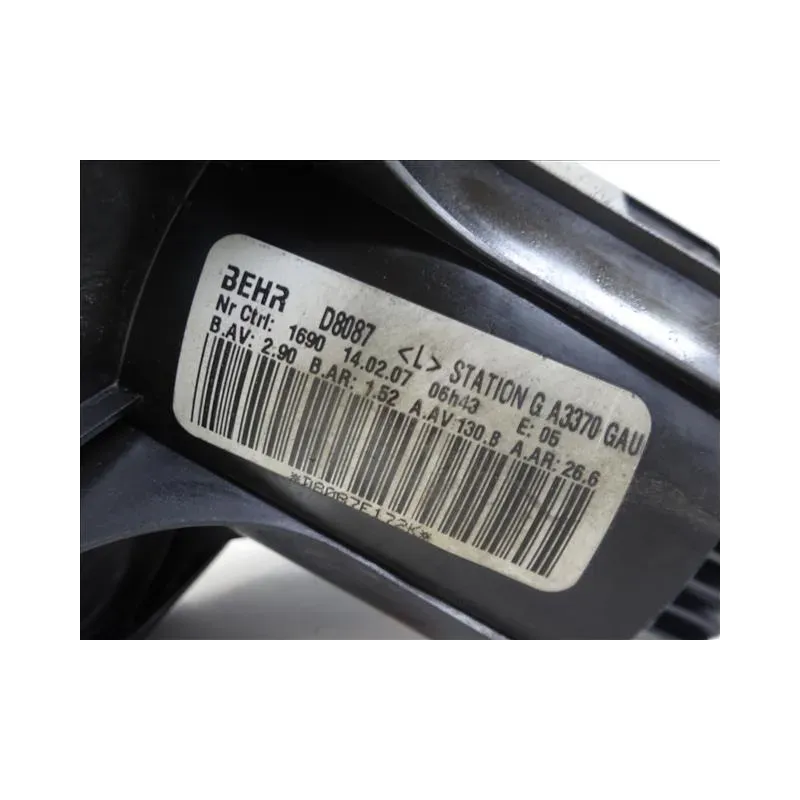 BEHR D8087 <L> STATION G A3370 GAU
Nr Ctrl: 1690 14.02.07 06h43 E: 05
B.AV: 2.90 B.AR: 1.52 A.AV:130.8 A.AR: 26.6
*D8087E172K*